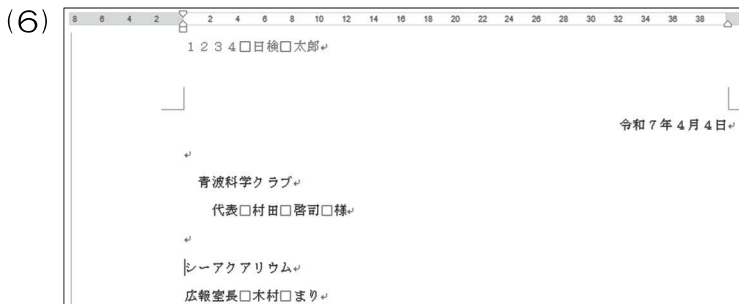 (6)
8 6 4 2 2 4 6 8 10 12 14 16 18 20 22 24 26 28 30 32 34 36 38
1234□日検□太郎↵
令和7年4月4日↵
↵
青波科学クラブ↵
代表□村田□啓司□様↵
↵
シーアクアリウム↵
広報室長□木村□まり↵